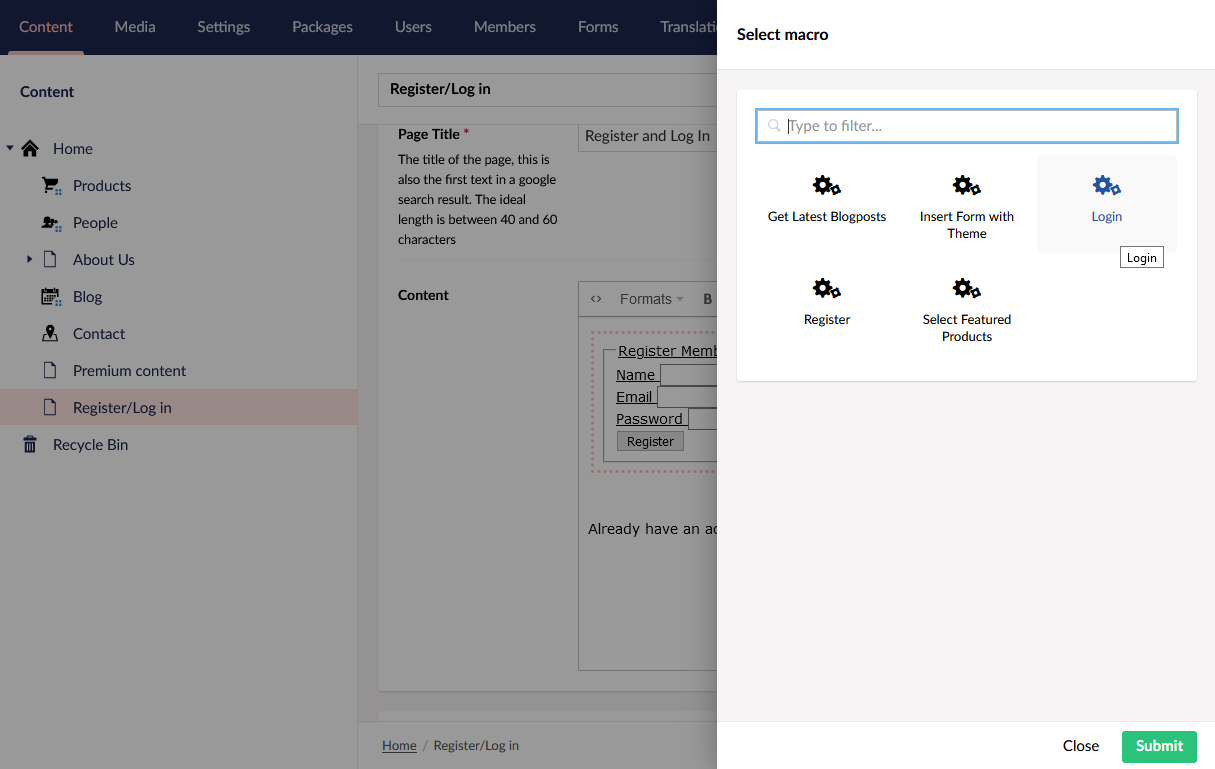 Content Media Settings Packages Users Members Forms
Select macro
Content
Home
Products
People
About Us
Blog
Contact
Premium content
Register/Log in
Recycle Bin
Register/Log in
Page Title *
The title of the page, this is
also the first text in a google
search result. The ideal
length is between 40 and 60
characters
Register and Log In
Content
<> Formats B
Register
Name
Email
Password
Register
Already have an
Home / Register/Log in
Type to filter...
Get Latest Blogposts
Insert Form with
Theme
Login
Login
Register
Select Featured
Products
Close Submit